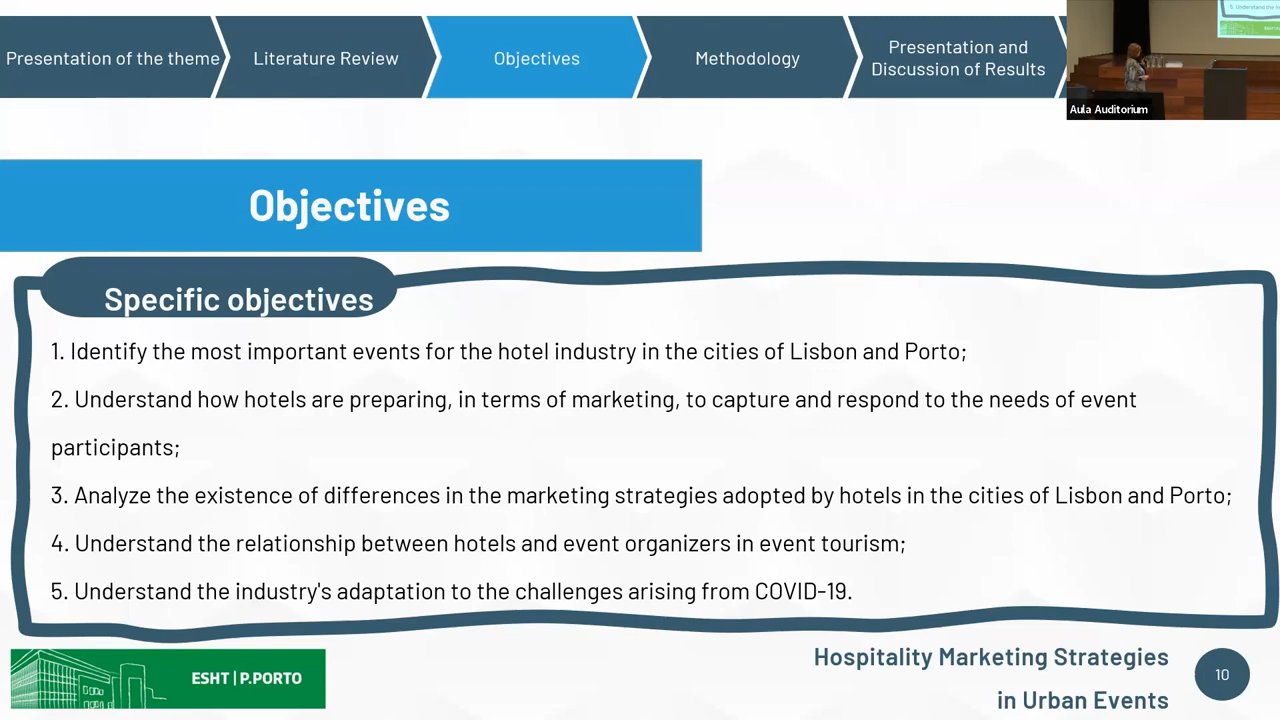 Presentation of the theme
Literature Review
Objectives
Methodology
Presentation and
Discussion of Results
Aula Auditorium
Objectives
Specific objectives
1. Identify the most important events for the hotel industry in the cities of Lisbon and Porto;
2. Understand how hotels are preparing, in terms of marketing, to capture and respond to the needs of event
participants;
3. Analyze the existence of differences in the marketing strategies adopted by hotels in the cities of Lisbon and Porto;
4. Understand the relationship between hotels and event organizers in event tourism;
5. Understand the industry's adaptation to the challenges arising from COVID-19.
ESHT | P.PORTO
Hospitality Marketing Strategies
in Urban Events
10